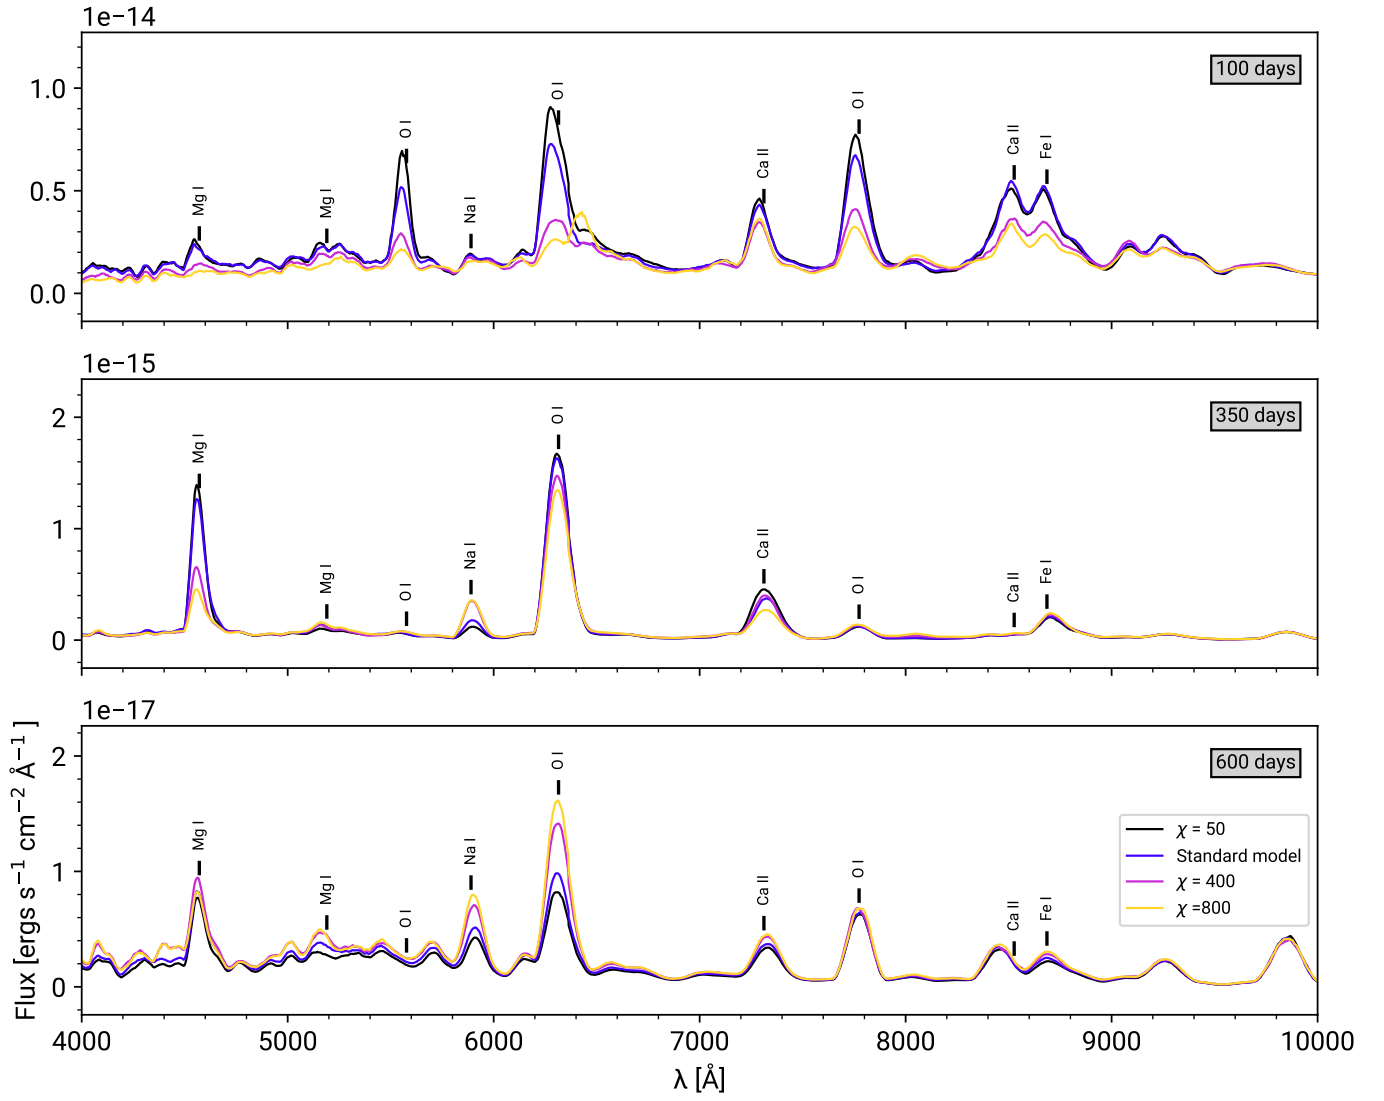 1e−14
100 days
1.0
0.5
0.0
Mg I
Mg I
O I
Na I
O I
Ca II
O I
Ca II
Fe I
1e−15
350 days
2
1
0
Mg I
Mg I
O I
Na I
O I
Ca II
O I
Ca II
Fe I
1e−17
600 days
2
1
0
Mg I
Mg I
O I
Na I
O I
Ca II
O I
Ca II
Fe I
χ = 50
Standard model
χ = 400
χ =800
Flux [ergs s⁻¹ cm⁻² Å⁻¹]
4000 5000 6000 7000 8000 9000 10000
λ [Å]